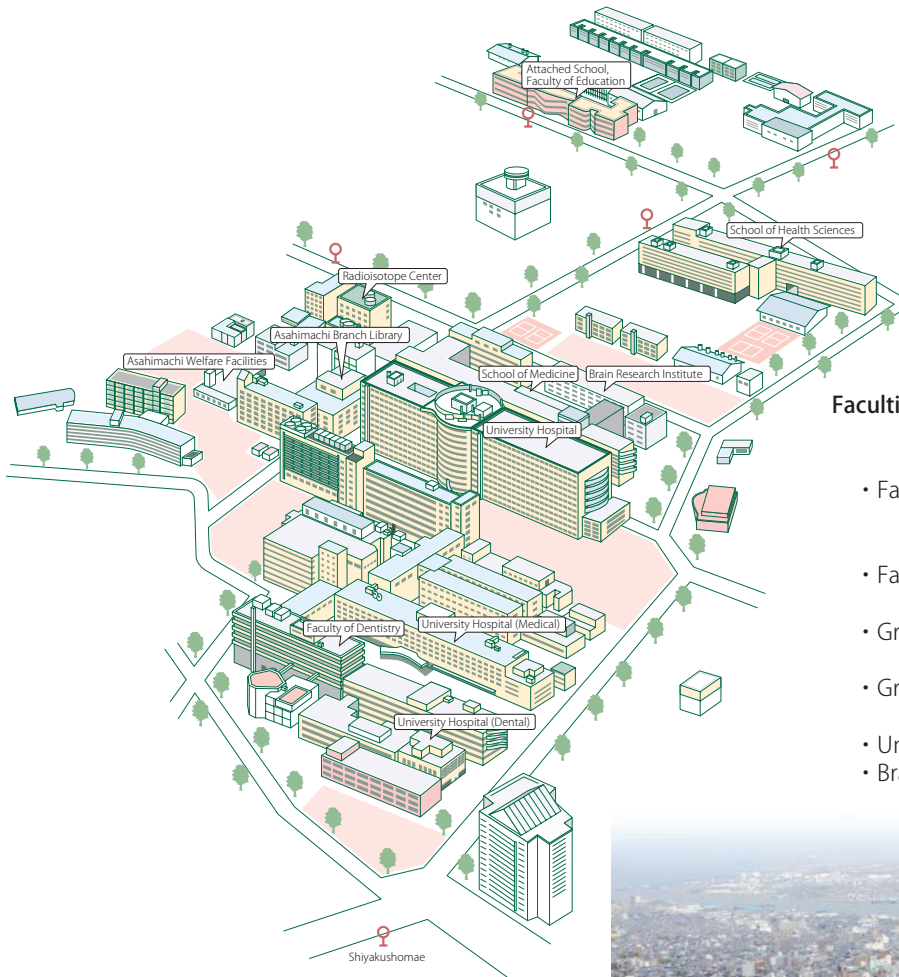 Attached School,
Faculty of Education
School of Health Sciences
Radioisotope Center
Asahimachi Branch Library
Asahimachi Welfare Facilities
School of Medicine
Brain Research Institute
University Hospital
Faculty of Dentistry
University Hospital (Medical)
University Hospital (Dental)
Shiyakushomae
Faculti
・Fa
・Fa
・Gr
・Gr
・Un
・Bra